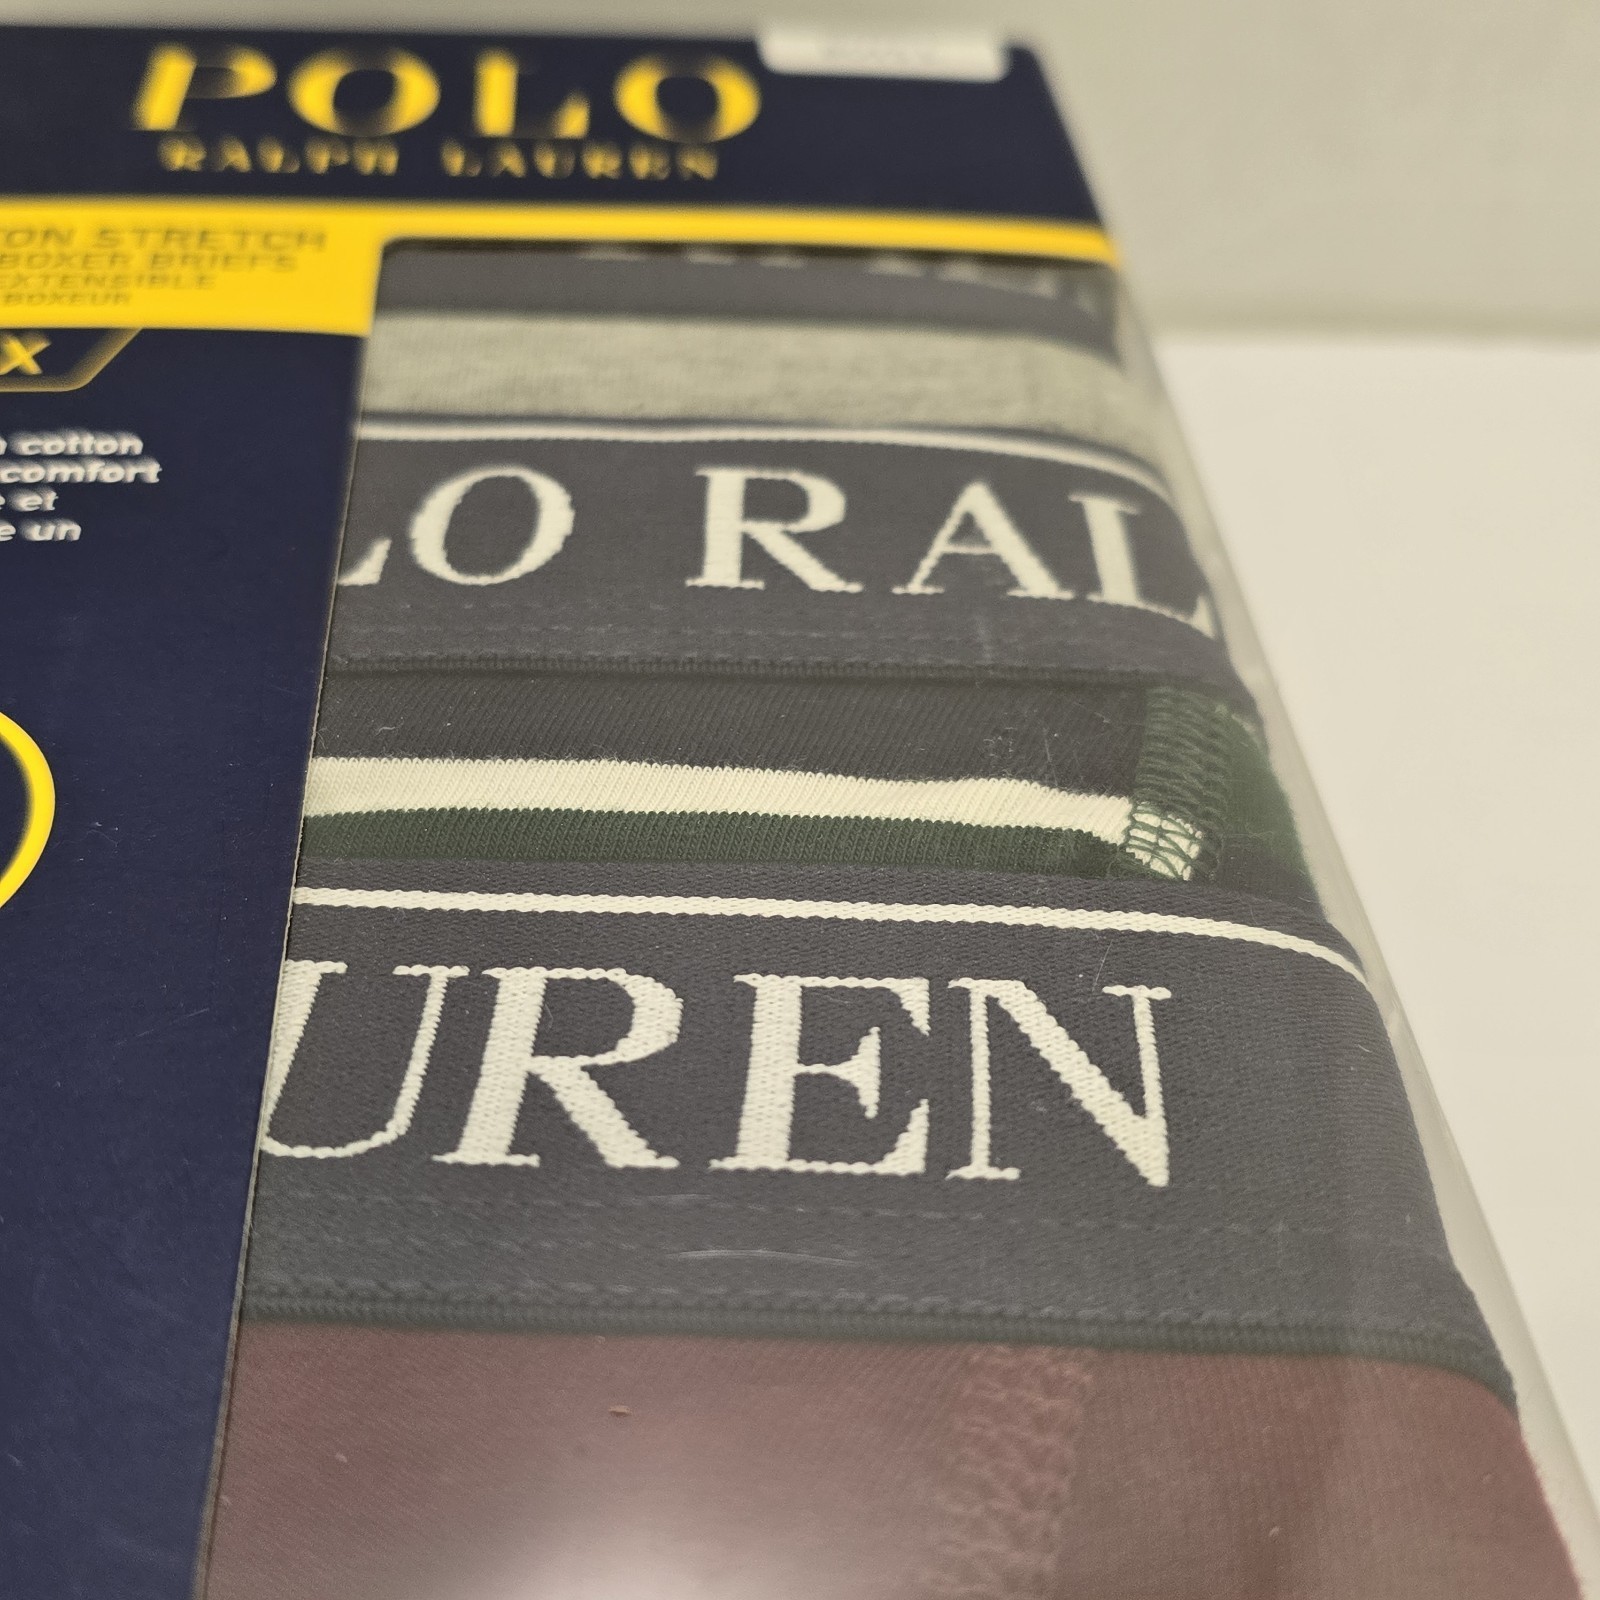 POLO
RALPH LAUREN
TON STRETCH
BOXER BRIEFS
EXTENSIBLE
BOXEUR
X
cotton
comfort
et
un
LO RAL
UREN